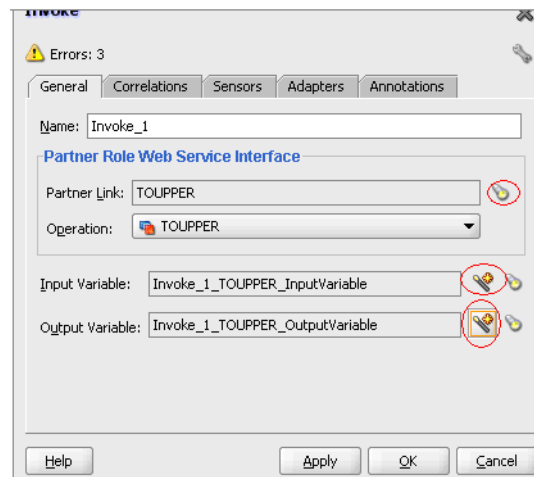 Invoke
Errors: 3
General Correlations Sensors Adapters Annotations
Name: Invoke_1
Partner Role Web Service Interface
Partner Link: TOUPPER
Operation: TOUPPER
Input Variable: Invoke_1_TOUPPER_InputVariable
Output Variable: Invoke_1_TOUPPER_OutputVariable
Help Apply OK Cancel